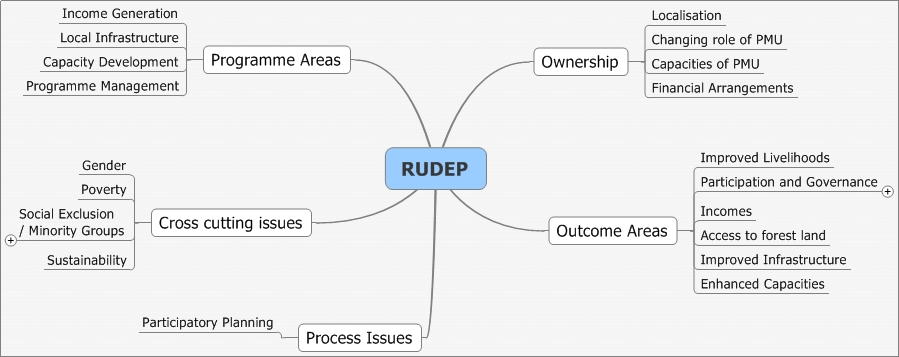 Income Generation
Local Infrastructure
Capacity Development
Programme Management
Programme Areas
Ownership
Localisation
Changing role of PMU
Capacities of PMU
Financial Arrangements
RUDEP
Gender
Poverty
Social Exclusion
/ Minority Groups
Sustainability
Cross cutting issues
Outcome Areas
Improved Livelihoods
Participation and Governance
Incomes
Access to forest land
Improved Infrastructure
Enhanced Capacities
Participatory Planning
Process Issues